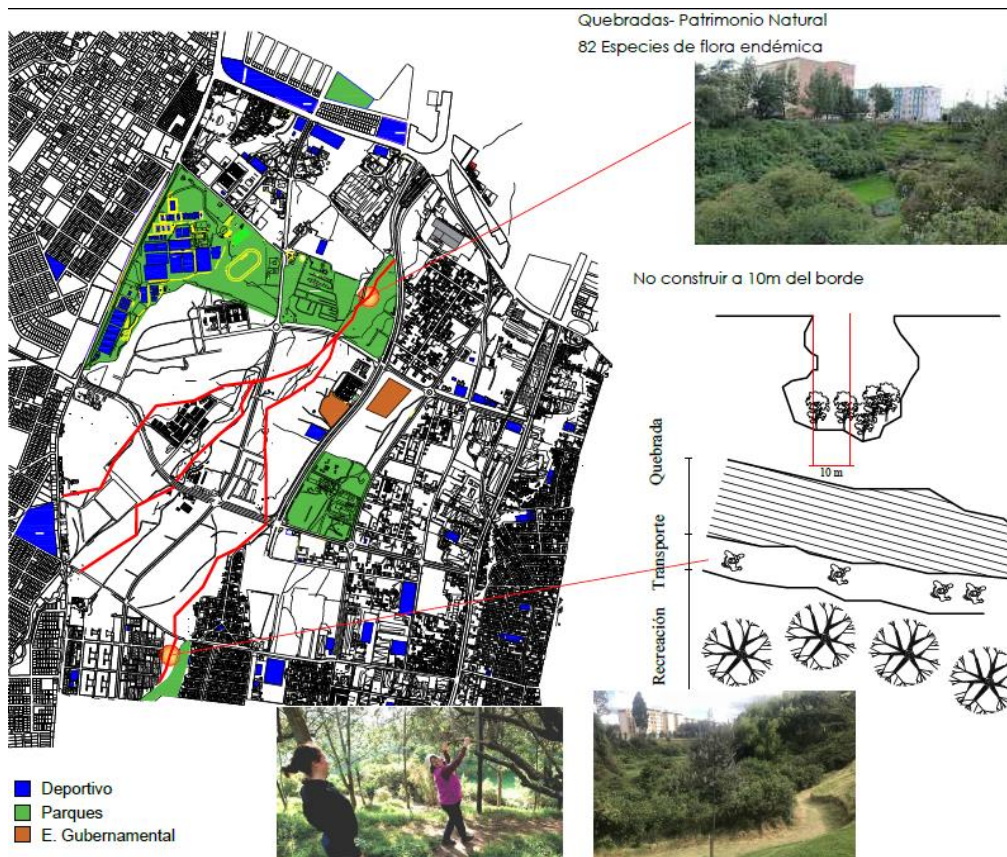 Quebradas- Patrimonio Natural
82 Especies de flora endémica
No construir a 10m del borde
10 m
Quebrada
Transporte
Recreación
Deportivo
Parques
E. Gubernamental